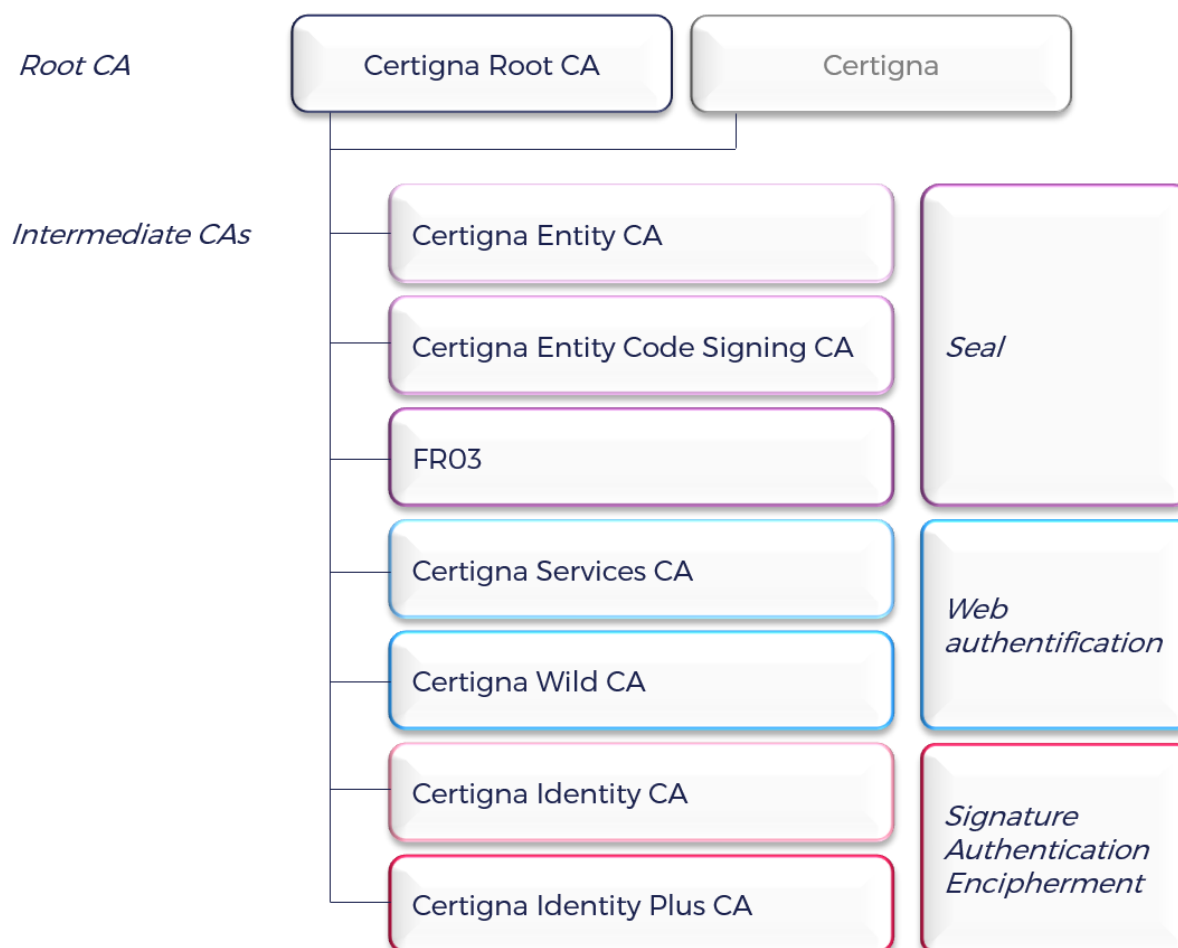 Root CA
Certigna Root CA
Certigna
Intermediate CAs
Certigna Entity CA
Certigna Entity Code Signing CA
Seal
FR03
Certigna Services CA
Web
authentification
Certigna Wild CA
Certigna Identity CA
Signature
Authentication
Encipherment
Certigna Identity Plus CA